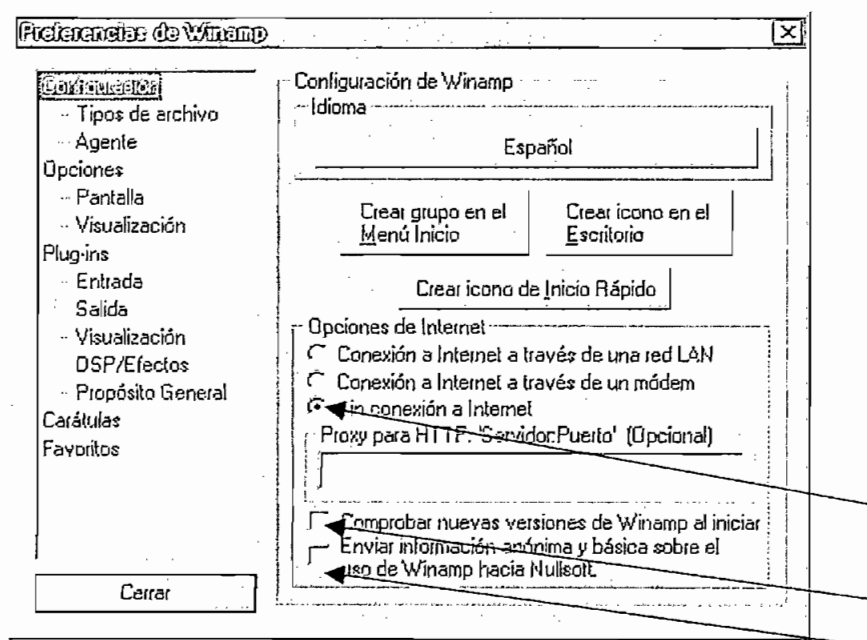 Preferencias de Winamp
Configuración
Tipos de archivo
Agente
Opciones
Pantalla
Visualización
Plug-ins
Entrada
Salida
Visualización
DSP/Efectos
Propósito General
Carátulas
Favoritos
Cerrar
Configuración de Winamp
Idioma
Español
Crear grupo en el
Menú Inicio
Crear icono en el
Escritorio
Crear icono de Inicio Rápido
Opciones de Internet
Conexión a Internet a través de una red LAN
Conexión a Internet a través de un módem
Sin conexión a Internet
Proxy para HTTP: 'Servidor:Puerto' (Opcional)
Comprobar nuevas versiones de Winamp al iniciar
Enviar información anónima y básica sobre el
uso de Winamp hacia Nullsoft.